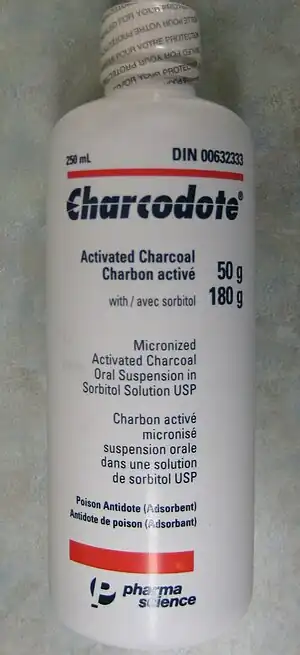 250 mL
DIN 00632333
Charcodote®
Activated Charcoal
Charbon activé 50 g
with / avec sorbitol 180 g
Micronized
Activated Charcoal
Oral Suspension in
Sorbitol Solution USP
Charbon activé
micronisé
suspension orale
dans une solution
de sorbitol USP
Poison Antidote (Adsorbent)
Antidote de poison (Adsorbant)
pharma
science